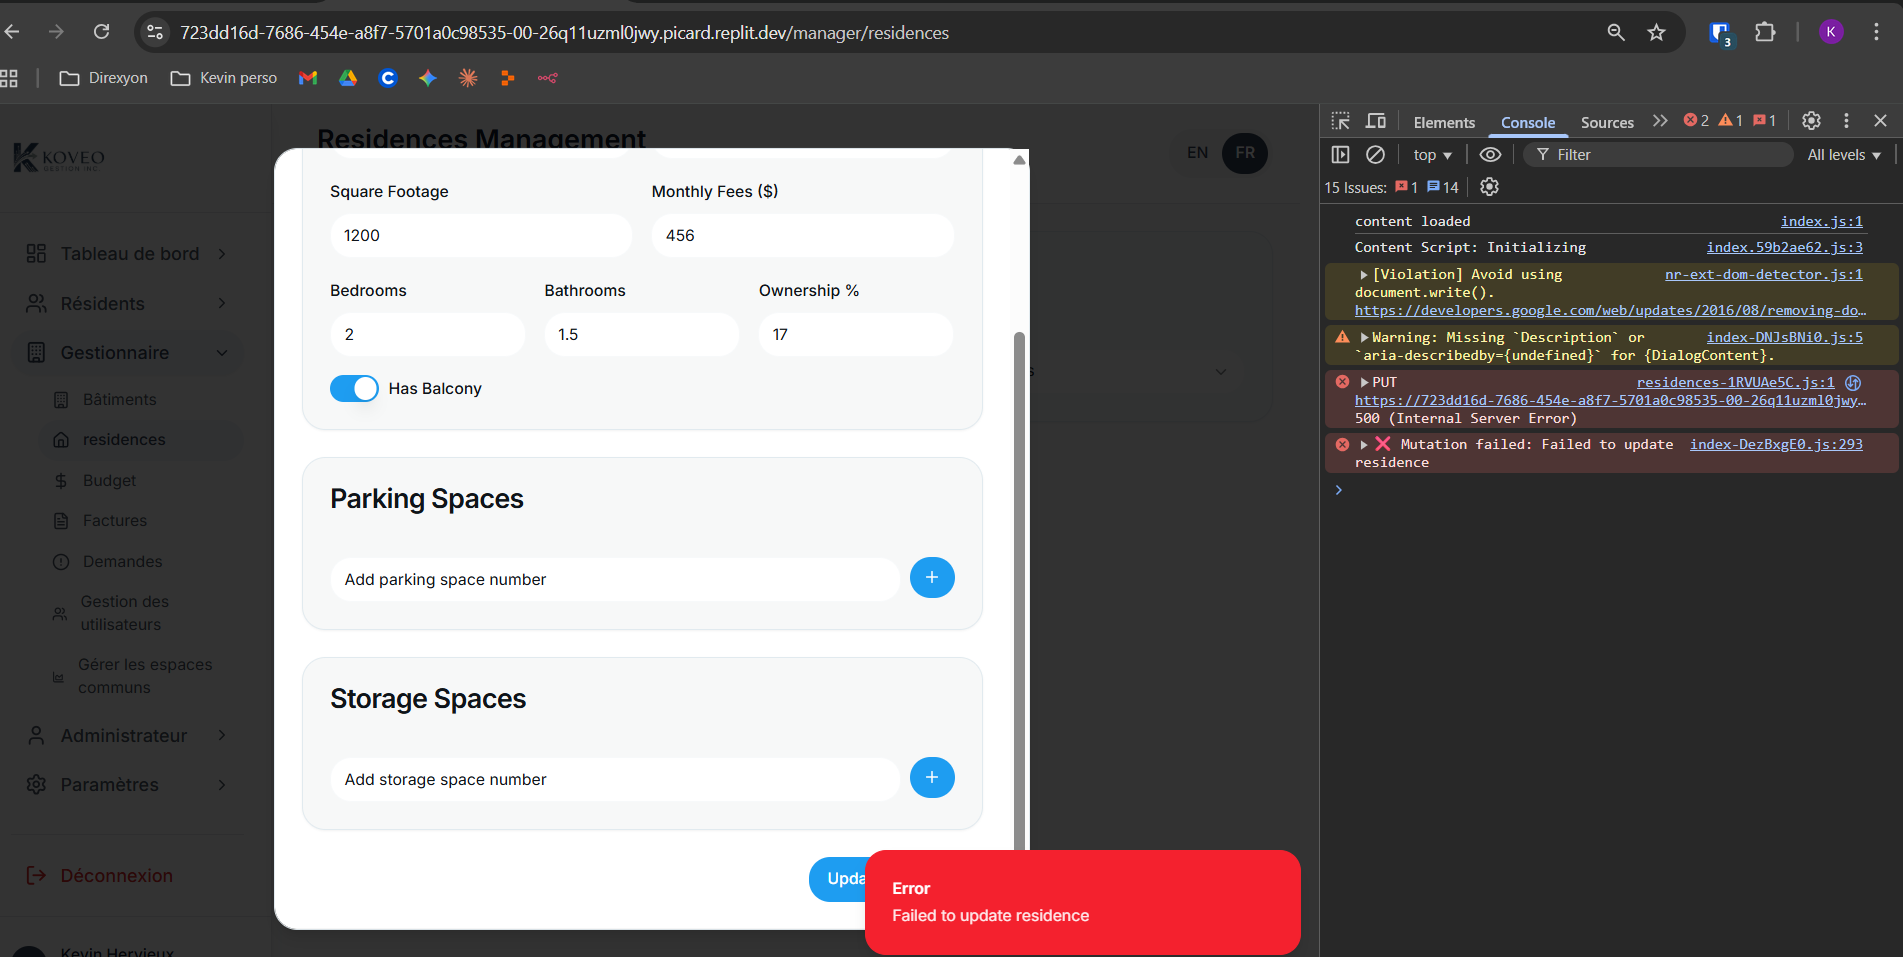 723dd16d-7686-454e-a8f7-5701a0c98535-00-26q11uzml0jwy.picard.replit.dev/manager/residences
3
K
Direxyon
Kevin perso
KOVEO
GESTION INC.
Tableau de bord
Résidents
Gestionnaire
Bâtiments
residences
Budget
Factures
Demandes
Gestion des
utilisateurs
Gérer les espaces
communs
Administrateur
Paramètres
Déconnexion
Kevin Hervieux
Residences Management
EN FR
Square Footage Monthly Fees ($)
1200 456
Bedrooms Bathrooms Ownership %
2 1.5 17
Has Balcony
Parking Spaces
Add parking space number
+
Storage Spaces
Add storage space number
+
Upda
Error
Failed to update residence
Elements Console Sources 2 1 1
top Filter All levels
15 Issues: 1 14
content loaded index.js:1
Content Script: Initializing index.59b2ae62.js:3
[Violation] Avoid using nr-ext-dom-detector.js:1
document.write().
https://developers.google.com/web/updates/2016/08/removing-do…
Warning: Missing `Description` or index-DNJsBNi0.js:5
`aria-describedby={undefined}` for {DialogContent}.
PUT residences-1RVUAe5C.js:1
https://723dd16d-7686-454e-a8f7-5701a0c98535-00-26q11uzml0jwy…
500 (Internal Server Error)
❌ Mutation failed: Failed to update index-DezBxgE0.js:293
residence